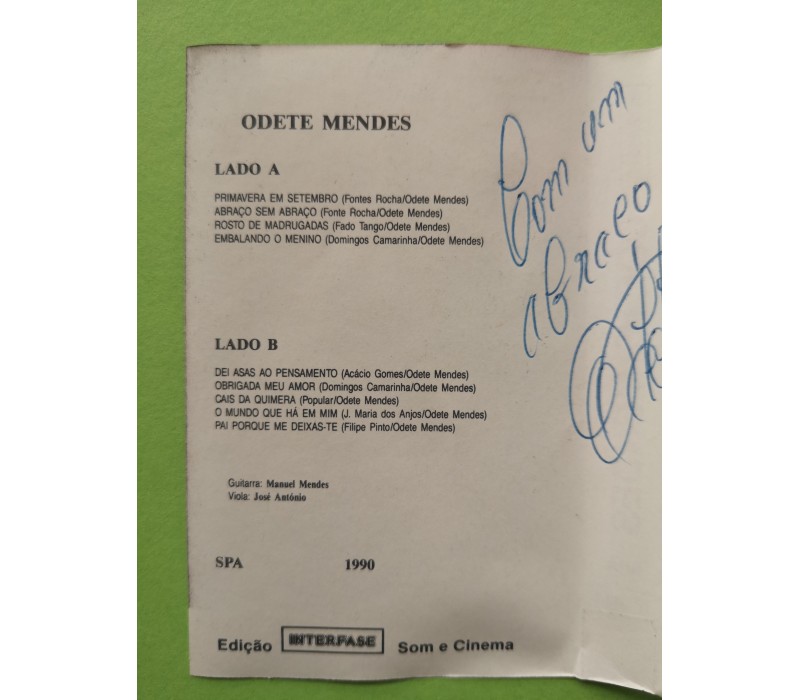 ODETE MENDES
LADO A
PRIMAVERA EM SETEMBRO (Fontes Rocha/Odete Mendes)
ABRAÇO SEM ABRAÇO (Fonte Rocha/Odete Mendes)
ROSTO DE MADRUGADAS (Fado Tango/Odete Mendes)
EMBALANDO O MENINO (Domingos Camarinha/Odete Mendes)
LADO B
DEI ASAS AO PENSAMENTO (Acácio Gomes/Odete Mendes)
OBRIGADA MEU AMOR (Domingos Camarinha/Odete Mendes)
CAIS DA QUIMERA (Popular/Odete Mendes)
O MUNDO QUE HÁ EM MIM (J. Maria dos Anjos/Odete Mendes)
PAI PORQUE ME DEIXAS-TE (Filipe Pinto/Odete Mendes)
Guitarra: Manuel Mendes
Viola: José António
SPA 1990
Edição INTERFASE Som e Cinema
Com um
abraço